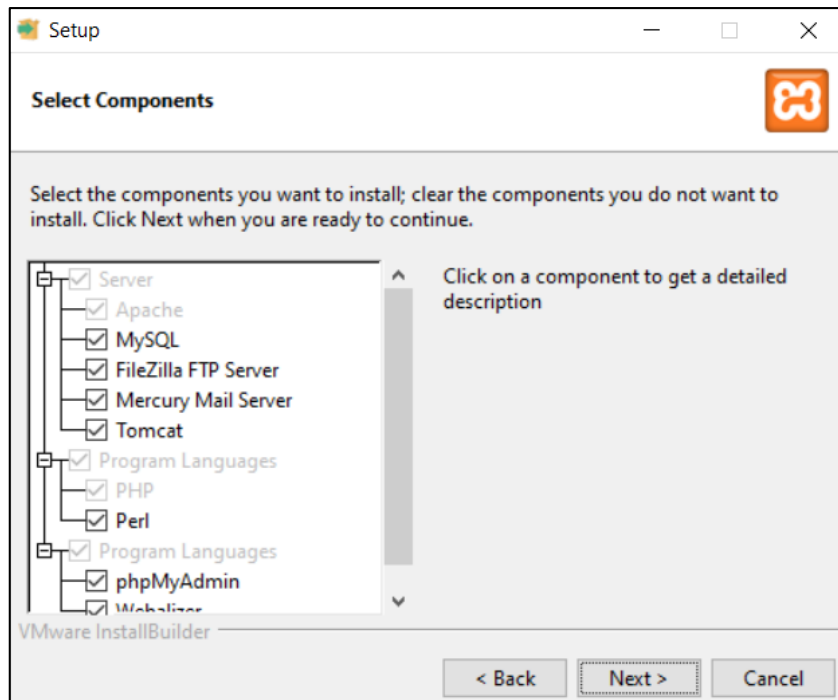 Setup
Select Components
Select the components you want to install; clear the components you do not want to
install. Click Next when you are ready to continue.
Server
Apache
MySQL
FileZilla FTP Server
Mercury Mail Server
Tomcat
Program Languages
PHP
Perl
Program Languages
phpMyAdmin
Webalizer
Click on a component to get a detailed
description
VMware InstallBuilder
< Back
Next >
Cancel